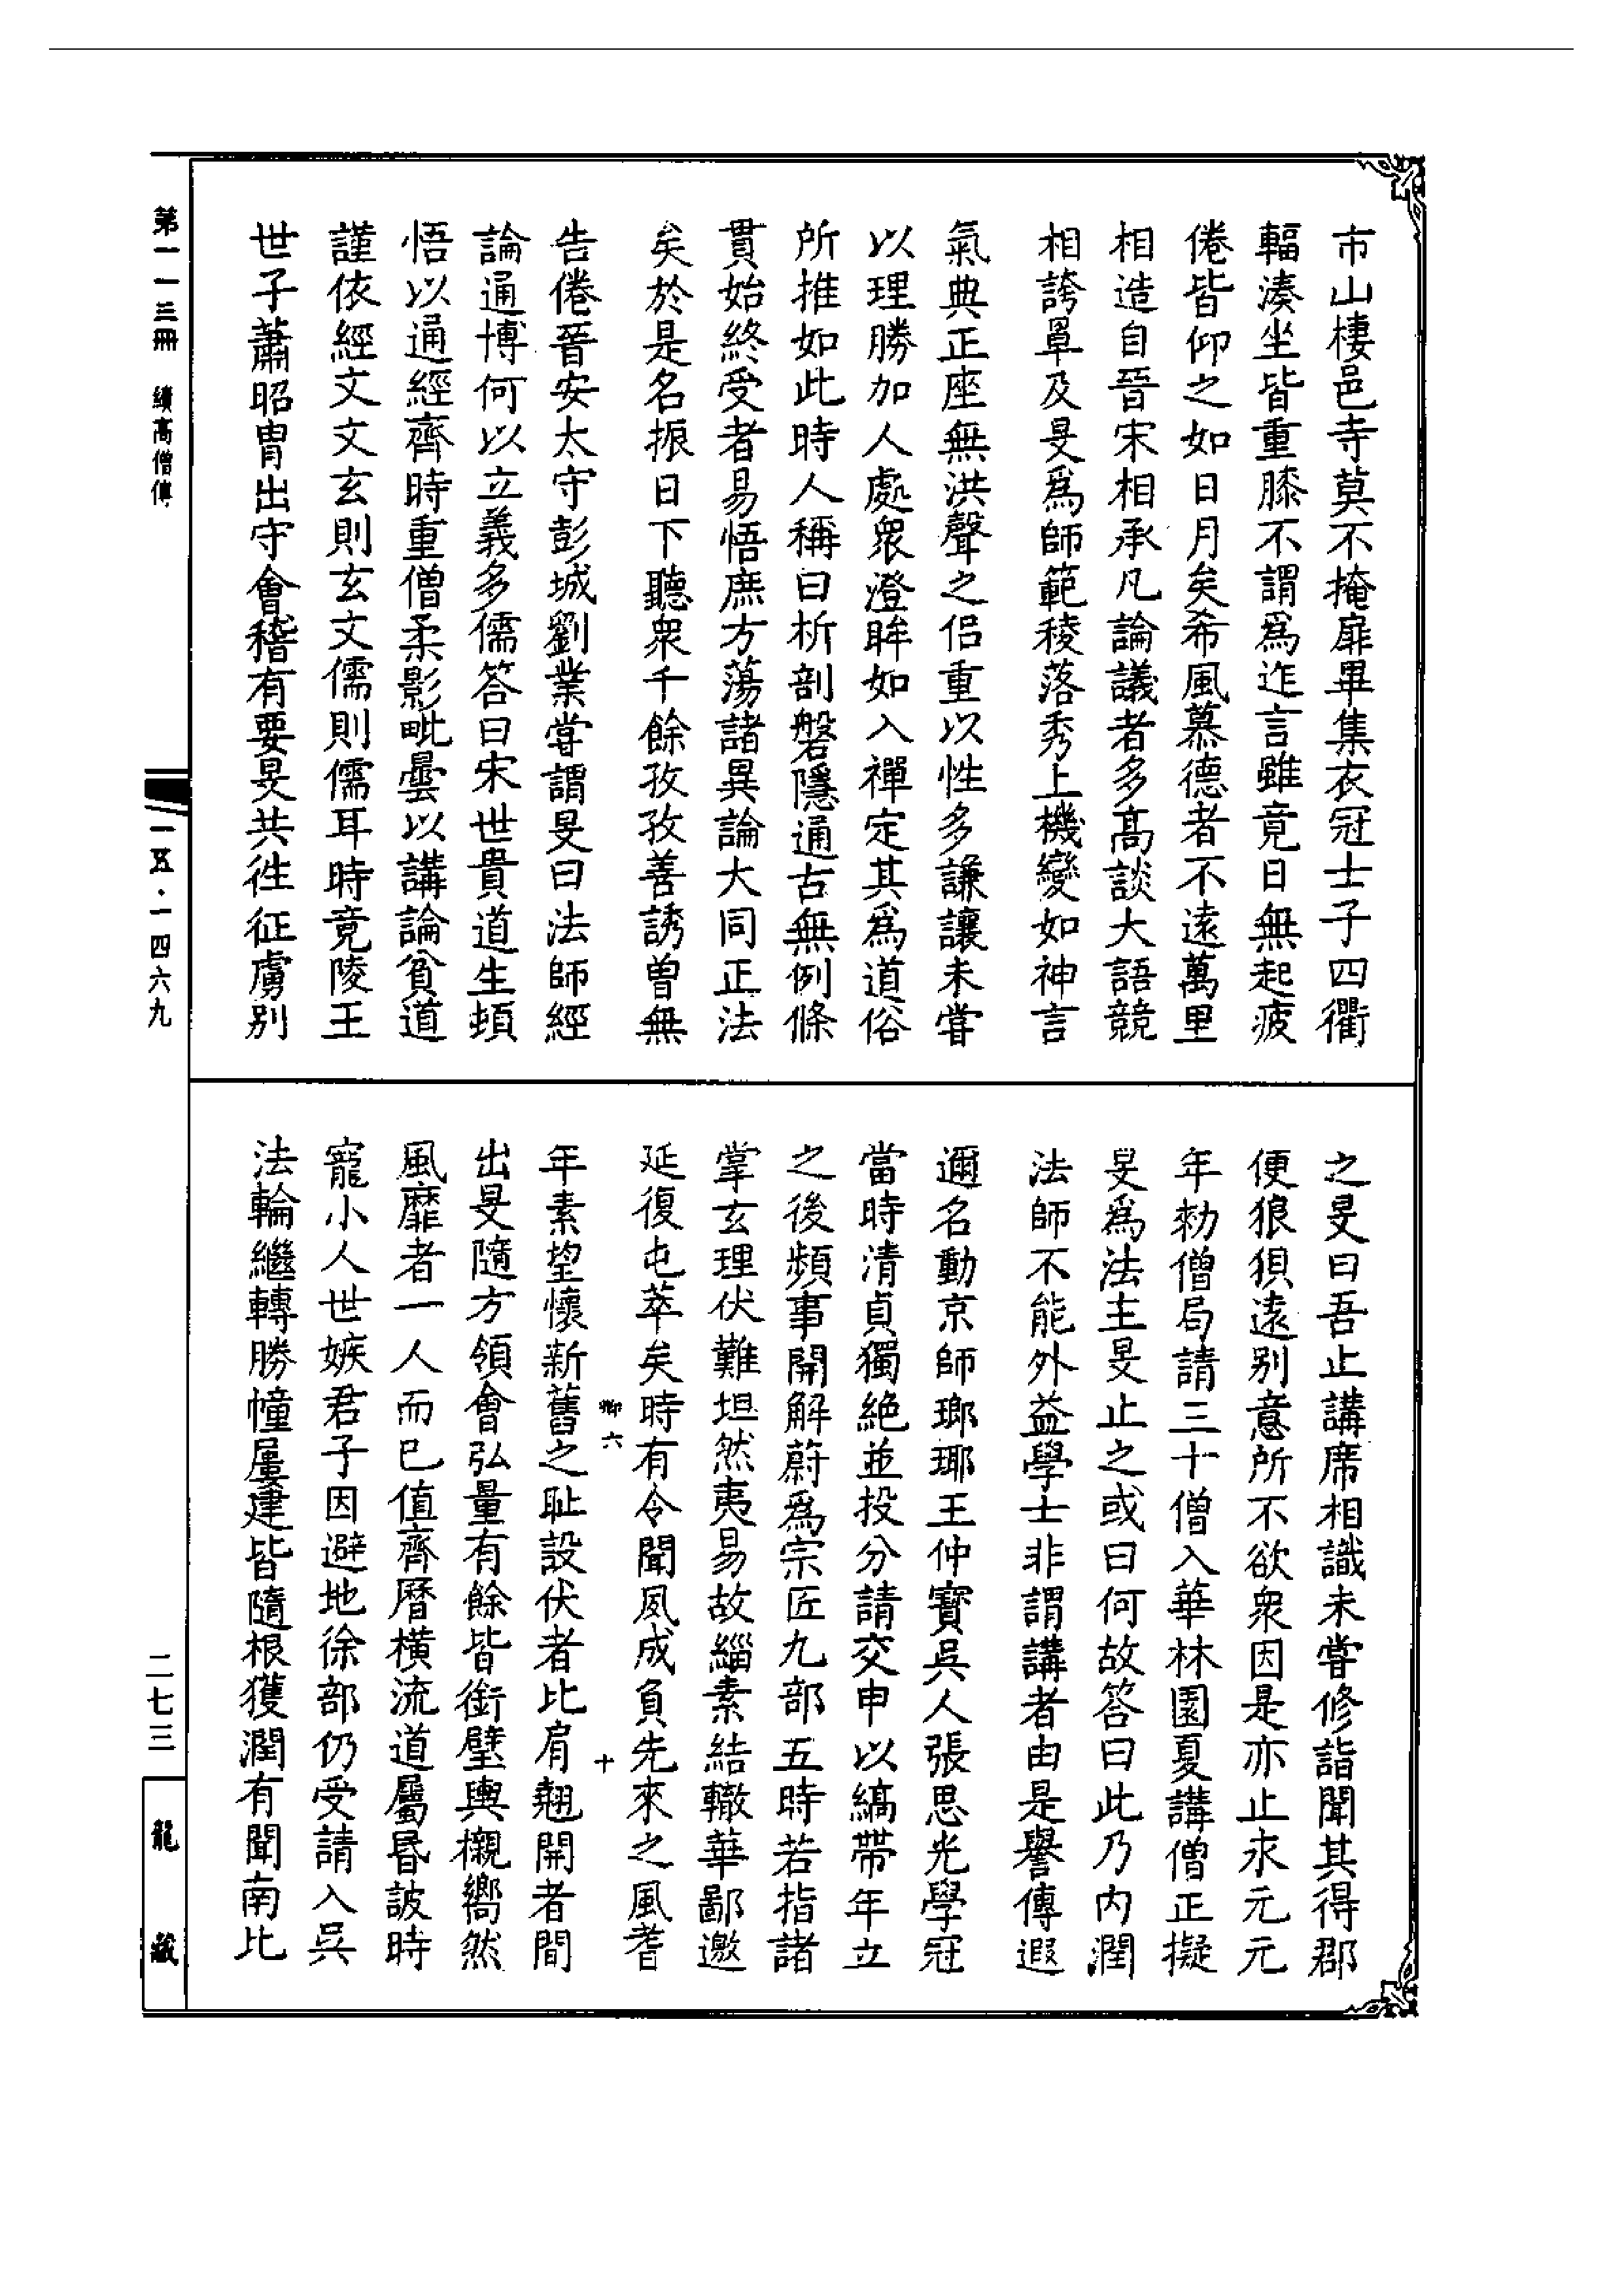 市山棲邑寺莫不掩扉畢集衣冠士子四衢
輻湊坐皆重膝不謂爲迮言雖竟日無起疲
倦皆仰之如日月矣希風慕德者不遠萬里
相造自晉宋相承凡論議者多高談大語競
相誇罩及旻爲師範稜落秀上機變如神言
氣典正座無洪聲之侣重以性多謙讓未甞
以理勝加人處衆澄眸如入禪定其爲道俗
所推如此時人稱曰析剖磐隱通古無例條
貫始終受者易悟庶方蕩諸異論大同正法
矣於是名振日下聽衆千餘孜孜善誘曽無
告倦晉安太守彭城劉業甞謂旻曰法師經
論通博何以立義多儒答曰宋世貴道生頓
悟以通經齊時重僧柔影毗曇以講論貧道
謹依經文文玄則玄文儒則儒耳時竟陵王
世子蕭昭胄出守會稽有要旻共徃征虜别
之旻曰吾止講席相識未甞修詣聞其得郡
便狼狽遠别意所不欲衆因是亦止永元元
年勑僧局請三十僧入華林園夏講僧正擬
旻爲法主旻止之或曰何故答曰此乃内潤
法師不能外益學士非謂講者由是譽傳遐
邇名動京師瑯瑘王仲寳吳人張思光學冠
當時清貞獨絶並投分請交申以縞帶年立
之後頻事開解蔚爲宗匠九部五時若指諸
掌玄理伏難坦然夷易故緇素結轍華鄙邀
延復屯萃矣時有令聞夙成負先來之風耆
年素望懷新舊之耻設伏者比肩翹開者間
出旻隨方領會弘量有餘皆銜璧輿櫬嚮然
風靡者一人而已值齊曆横流道屬昬詖時
寵小人世嫉君子因避地徐部仍受請入吳
法輪繼轉勝幢屢建皆隨根獲潤有聞南北
卿六
十
第一一三冊 續高僧傳
一五·一四六九
二七三
龍藏